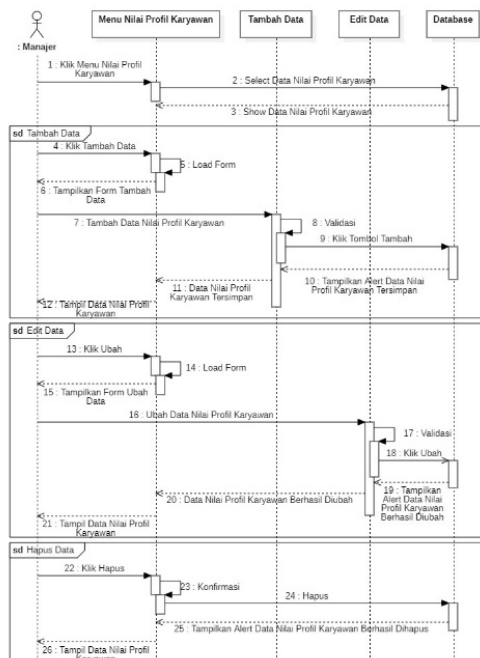 Menu Nilai Profil Karyawan
Tambah Data
Edit Data
Database
: Manajer
1 : Klik Menu Nilai Profil
Karyawan
2 : Select Data Nilai Profil Karyawan
3 : Show Data Nilai Profil Karyawan
sd Tambah Data
4 : Klik Tambah Data
5 : Load Form
6 : Tampilkan Form Tambah
Data
7 : Tambah Data Nilai Profil Karyawan
8 : Validasi
9 : Klik Tombol Tambah
10 : Tampilkan Alert Data Nilai
Profil Karyawan Tersimpan
11 : Data Nilai Profil
Karyawan Tersimpan
12 : Tampil Data Nilai Profil
Karyawan
sd Edit Data
13 : Klik Ubah
14 : Load Form
15 : Tampilkan Form Ubah
Data
16 : Ubah Data Nilai Profil Karyawan
17 : Validasi
18 : Klik Ubah
19 : Tampilkan
Alert Data Nilai
Profil Karyawan
Berhasil Diubah
20 : Data Nilai Profil Karyawan Berhasil Diubah
21 : Tampil Data Nilai Profil
Karyawan
sd Hapus Data
22 : Klik Hapus
23 : Konfirmasi
24 : Hapus
25 : Tampilkan Alert Data Nilai Profil Karyawan Berhasil Dihapus
26 : Tampil Data Nilai Profil
Karyawan